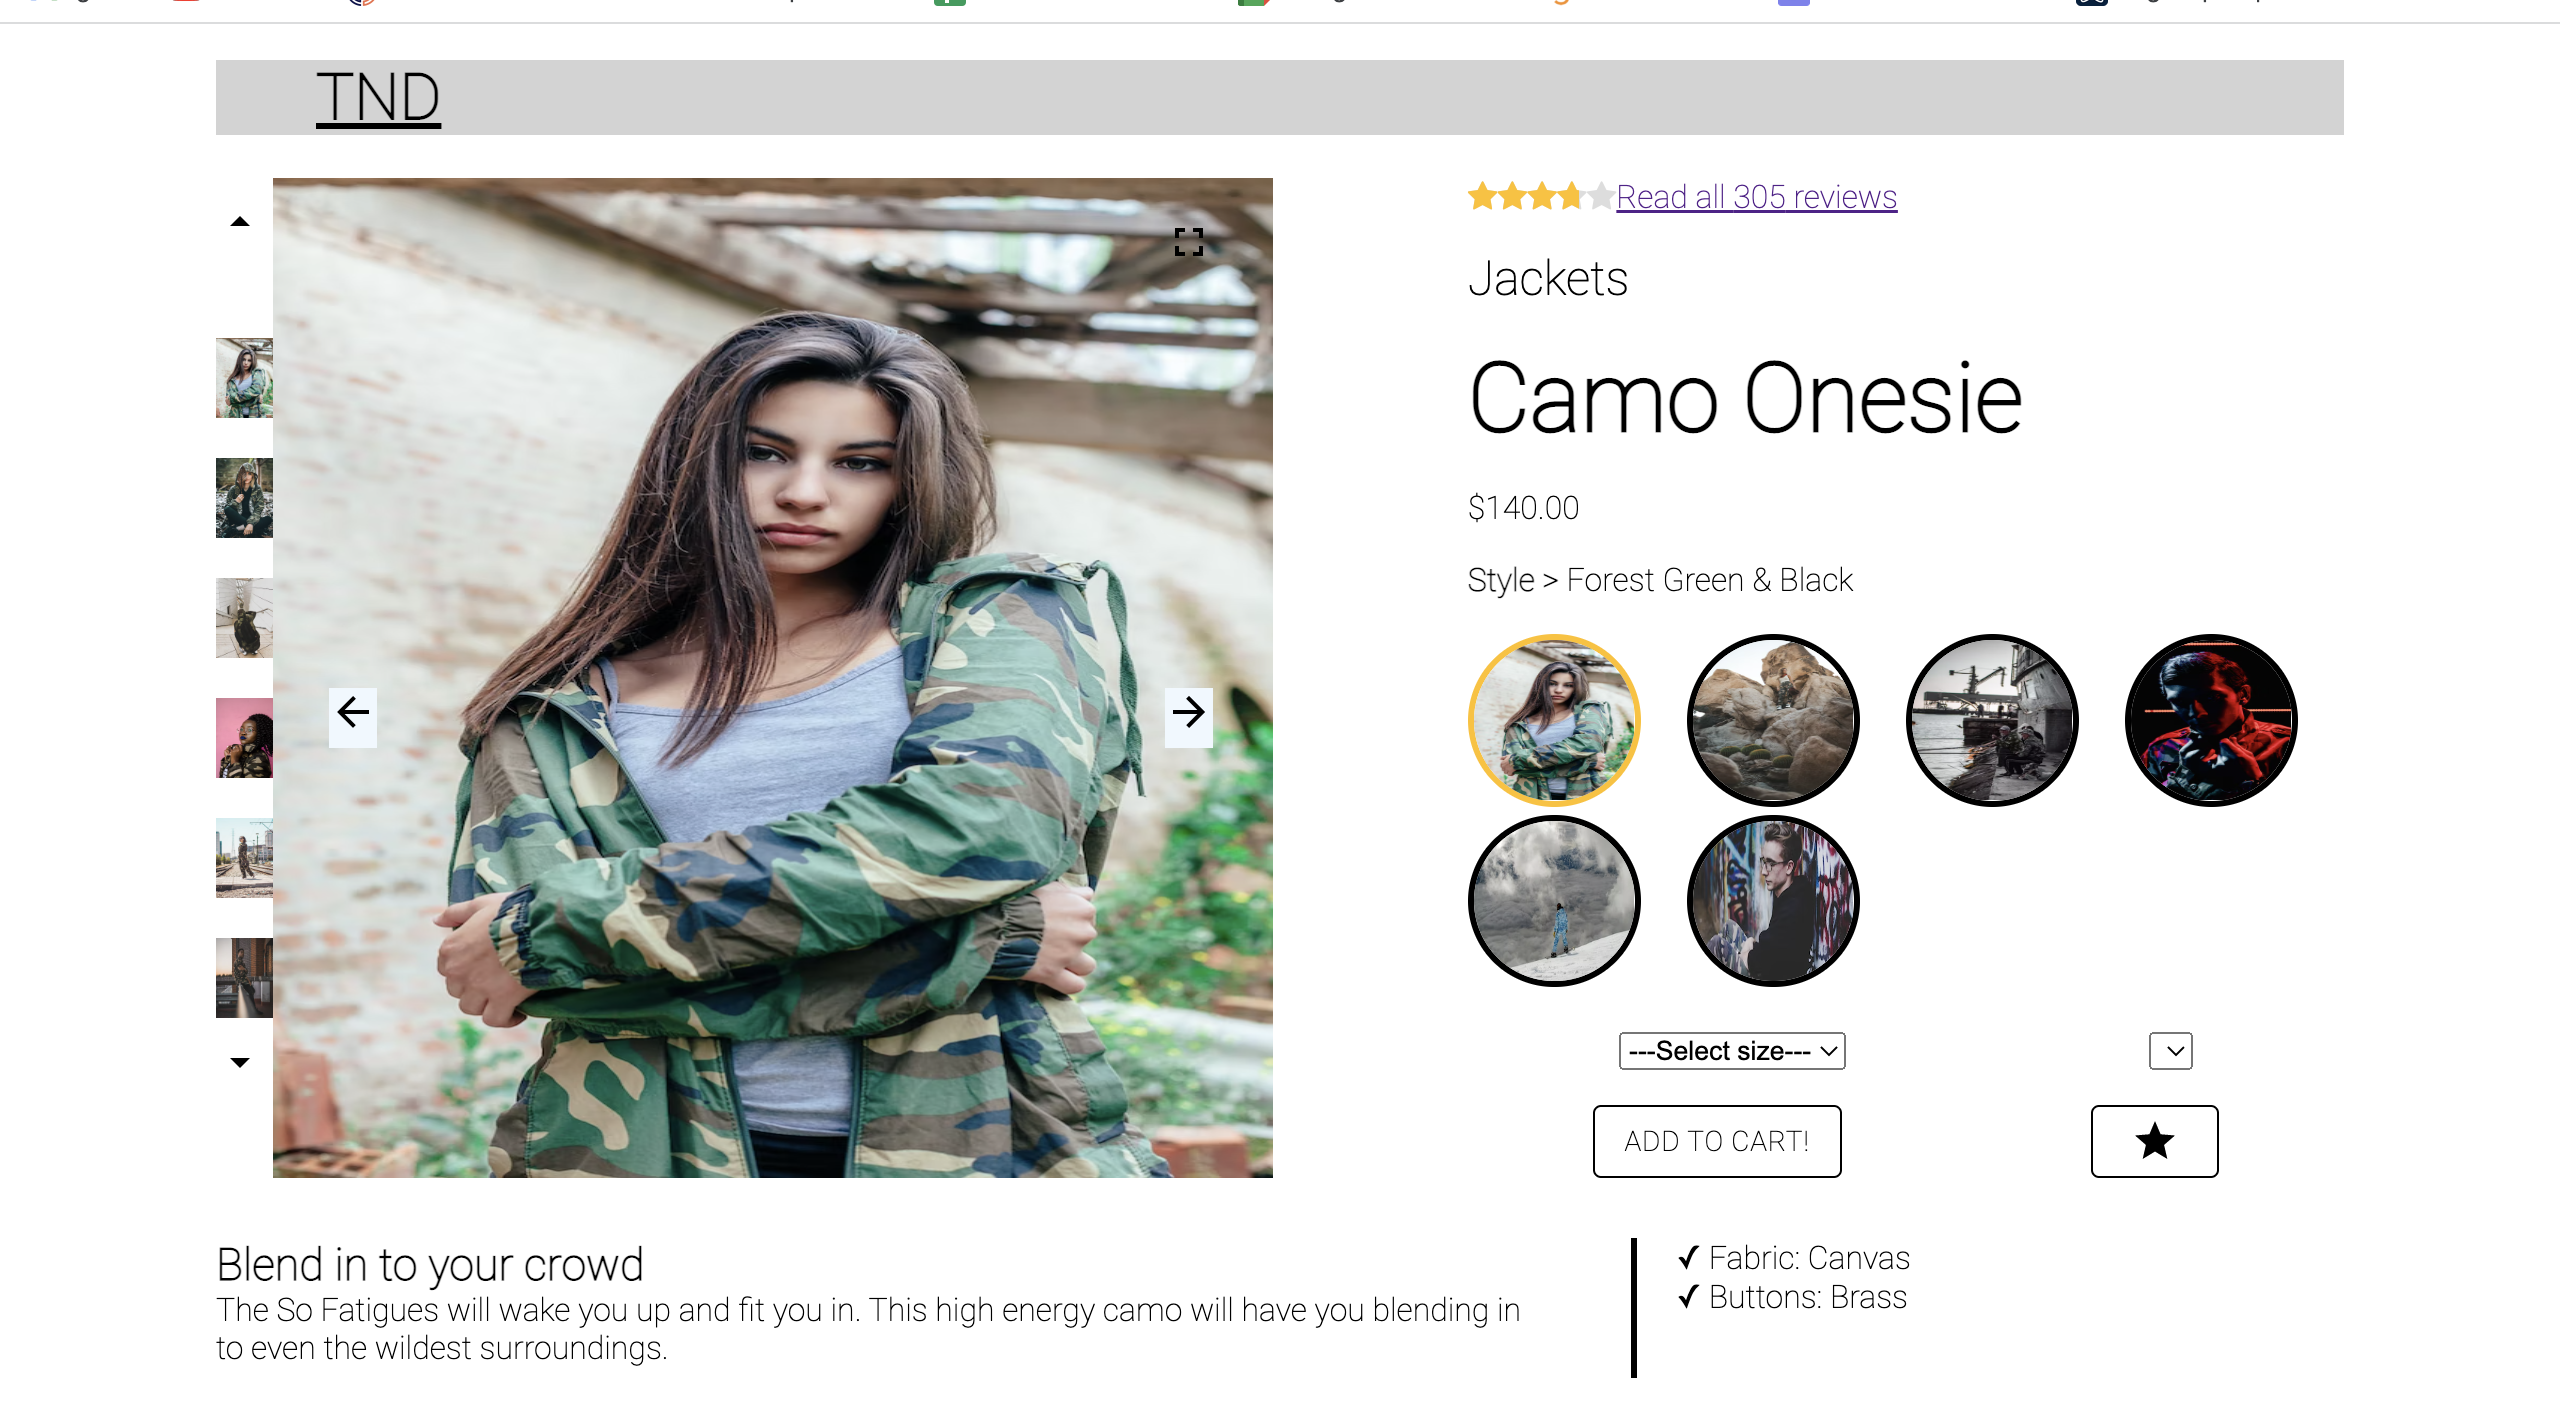 TND
Read all 305 reviews
Jackets
Camo Onesie
$140.00
Style > Forest Green & Black
---Select size---
ADD TO CART!
Blend in to your crowd
The So Fatigues will wake you up and fit you in. This high energy camo will have you blending in
to even the wildest surroundings.
✓ Fabric: Canvas
✓ Buttons: Brass